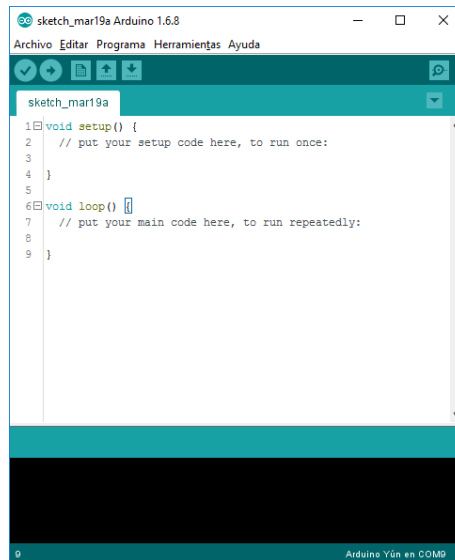 sketch_mar19a Arduino 1.6.8
Archivo Editar Programa Herramientas Ayuda
sketch_mar19a
1 void setup() {
2 // put your setup code here, to run once:
3
4 }
5
6 void loop() {
7 // put your main code here, to run repeatedly:
8
9 }
9 Arduino Yún en COM9